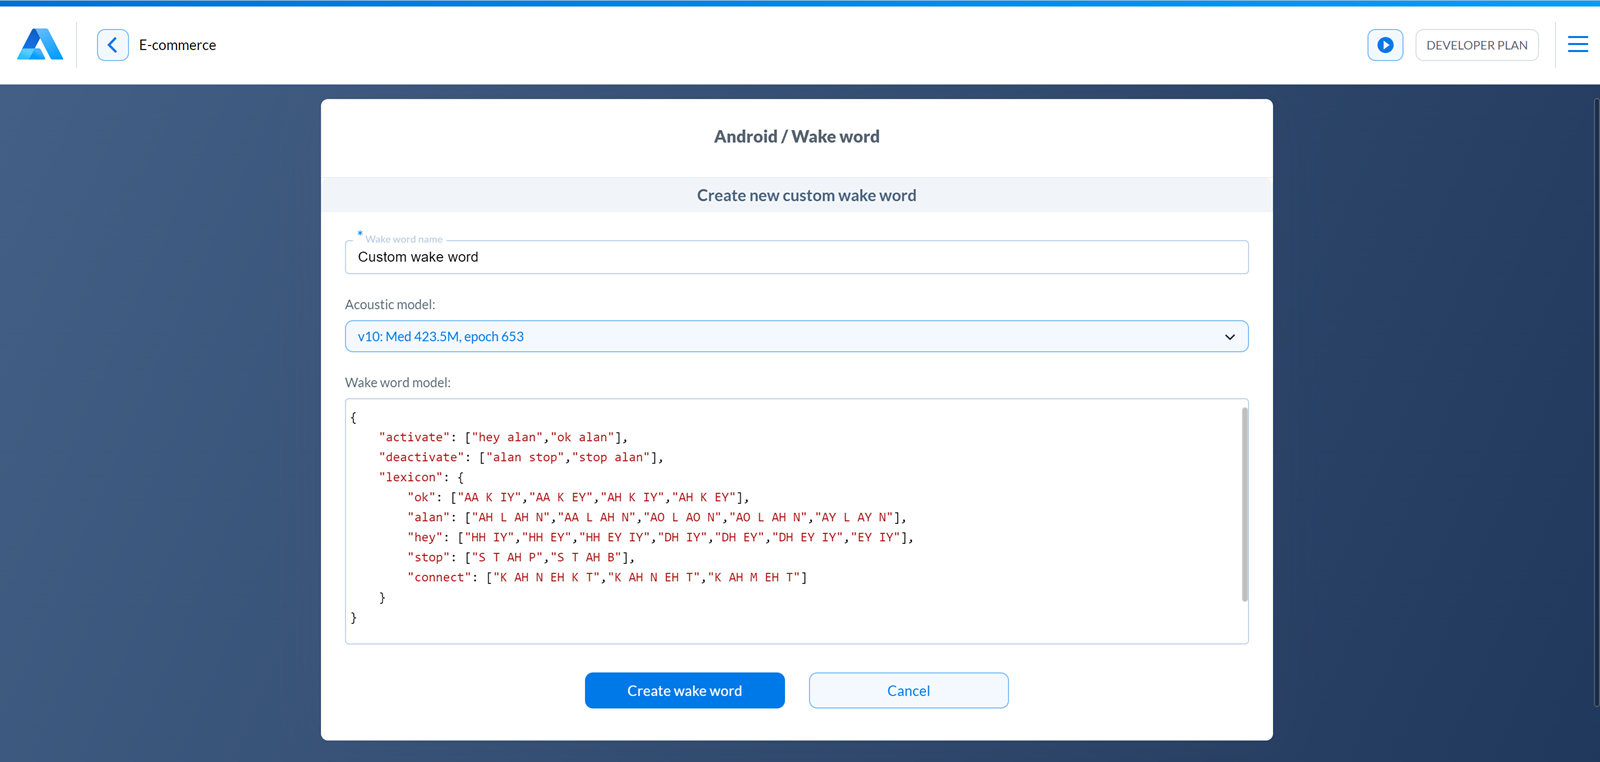 E-commerce
DEVELOPER PLAN
Android / Wake word
Create new custom wake word
* Wake word name
Custom wake word
Acoustic model:
v10: Med 423.5M, epoch 653
Wake word model:
{
    "activate": ["hey alan","ok alan"],
    "deactivate": ["alan stop","stop alan"],
    "lexicon": {
        "ok": ["AA K IY","AA K EY","AH K IY","AH K EY"],
        "alan": ["AH L AH N","AA L AH N","AO L AO N","AO L AH N","AY L AY N"],
        "hey": ["HH IY","HH EY","HH EY IY","DH IY","DH EY","DH EY IY","EY IY"],
        "stop": ["S T AH P","S T AH B"],
        "connect": ["K AH N EH K T","K AH N EH T","K AH M EH T"]
    }
}
Create wake word
Cancel